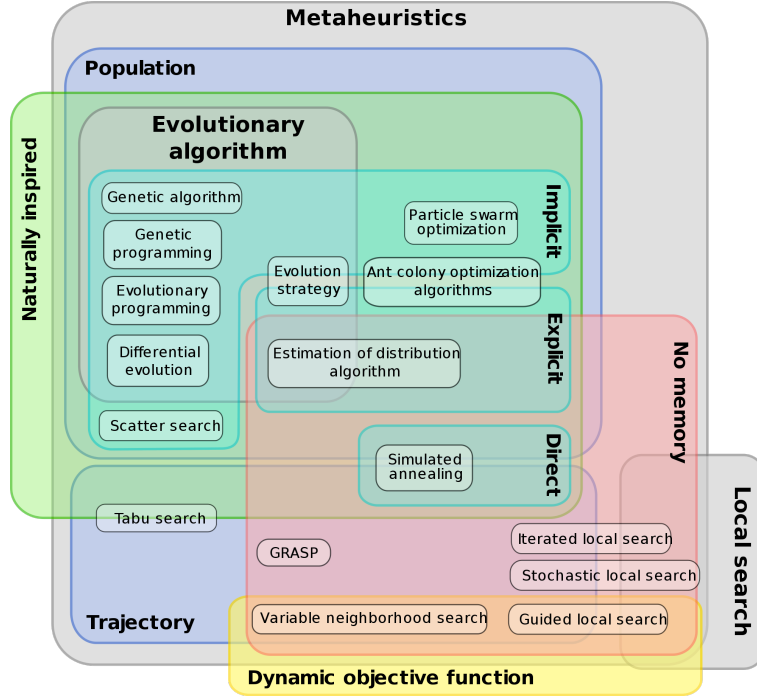 Metaheuristics
Population
Naturally inspired
Evolutionary
algorithm
Implicit
Genetic algorithm
Particle swarm
optimization
Genetic
programming
Evolution
strategy
Ant colony optimization
algorithms
Evolutionary
programming
Explicit
No memory
Differential
evolution
Estimation of distribution
algorithm
Scatter search
Direct
Simulated
annealing
Local search
Tabu search
GRASP
Iterated local search
Stochastic local search
Trajectory
Variable neighborhood search
Guided local search
Dynamic objective function